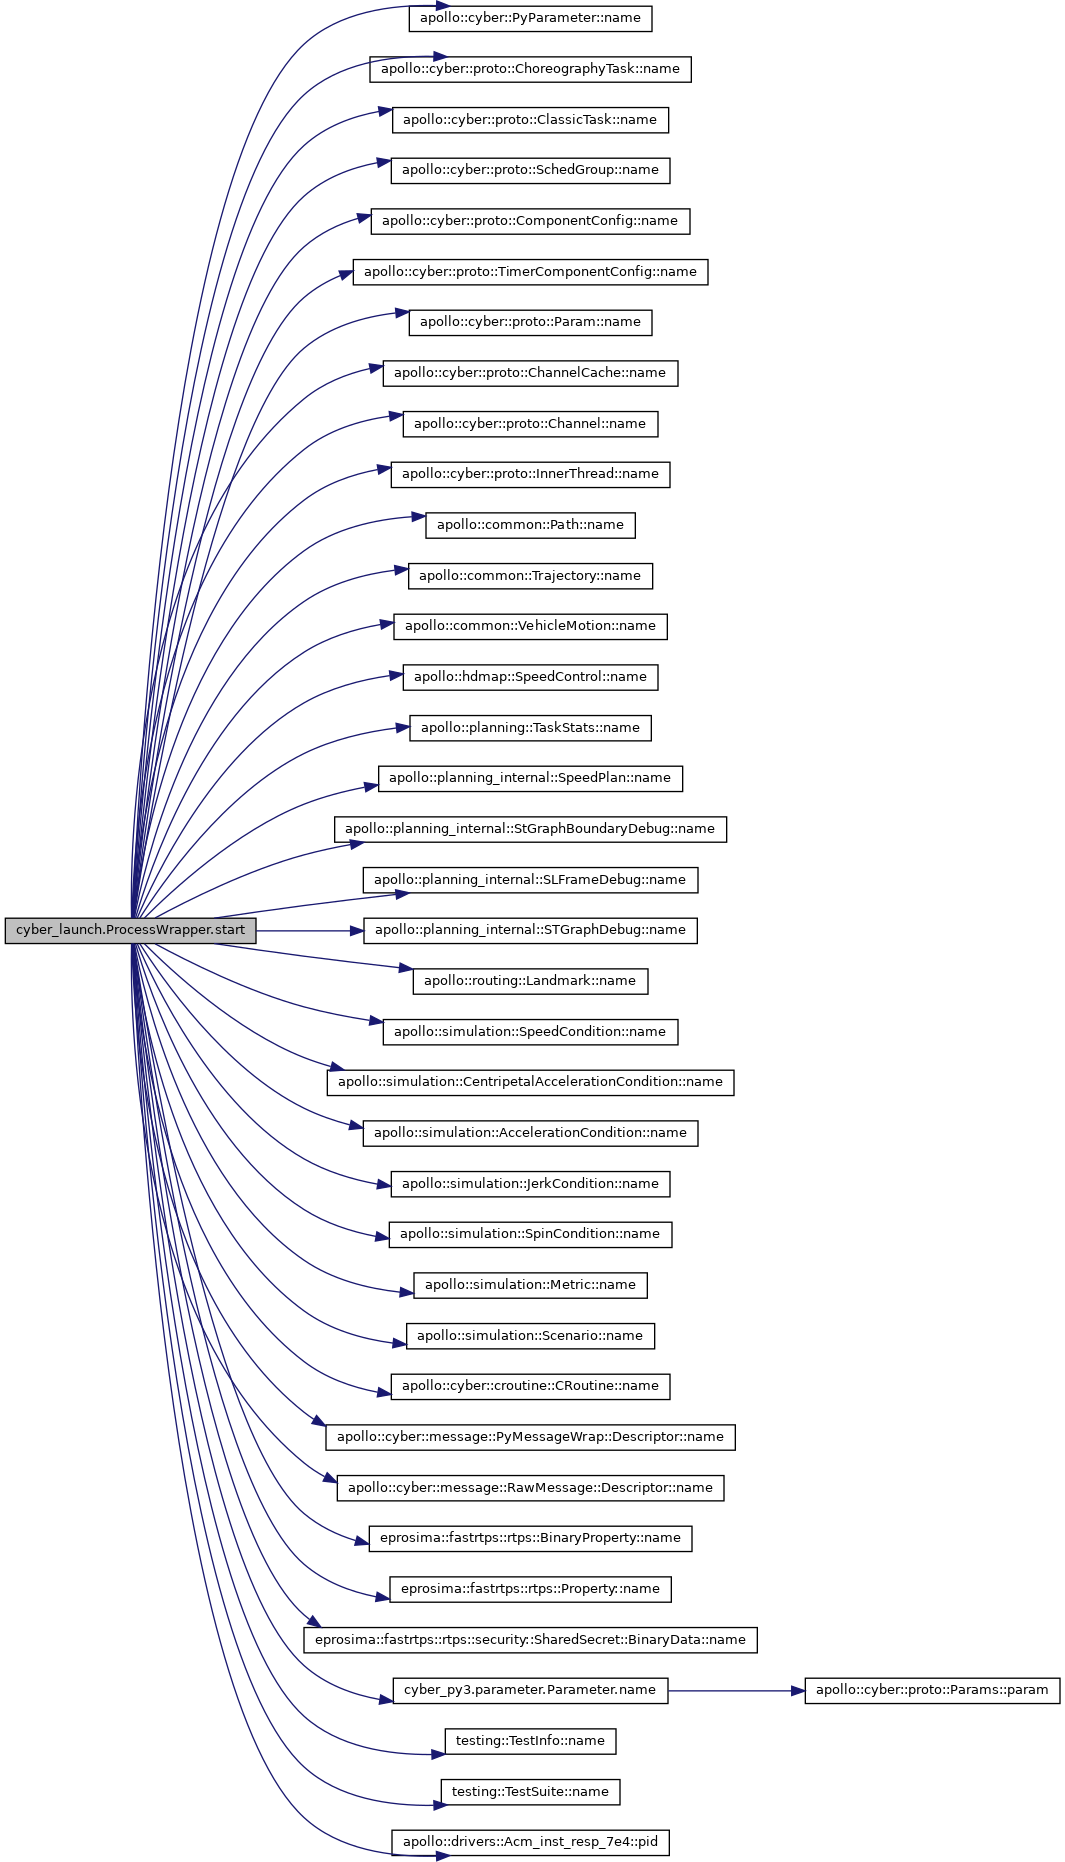 apollo::cyber::PyParameter::name
apollo::cyber::proto::ChoreographyTask::name
apollo::cyber::proto::ClassicTask::name
apollo::cyber::proto::SchedGroup::name
apollo::cyber::proto::ComponentConfig::name
apollo::cyber::proto::TimerComponentConfig::name
apollo::cyber::proto::Param::name
apollo::cyber::proto::ChannelCache::name
apollo::cyber::proto::Channel::name
apollo::cyber::proto::InnerThread::name
apollo::common::Path::name
apollo::common::Trajectory::name
apollo::common::VehicleMotion::name
apollo::hdmap::SpeedControl::name
apollo::planning::TaskStats::name
apollo::planning_internal::SpeedPlan::name
apollo::planning_internal::StGraphBoundaryDebug::name
apollo::planning_internal::SLFrameDebug::name
cyber_launch.ProcessWrapper.start
apollo::planning_internal::STGraphDebug::name
apollo::routing::Landmark::name
apollo::simulation::SpeedCondition::name
apollo::simulation::CentripetalAccelerationCondition::name
apollo::simulation::AccelerationCondition::name
apollo::simulation::JerkCondition::name
apollo::simulation::SpinCondition::name
apollo::simulation::Metric::name
apollo::simulation::Scenario::name
apollo::cyber::croutine::CRoutine::name
apollo::cyber::message::PyMessageWrap::Descriptor::name
apollo::cyber::message::RawMessage::Descriptor::name
eprosima::fastrtps::rtps::BinaryProperty::name
eprosima::fastrtps::rtps::Property::name
eprosima::fastrtps::rtps::security::SharedSecret::BinaryData::name
cyber_py3.parameter.Parameter.name
apollo::cyber::proto::Params::param
testing::TestInfo::name
testing::TestSuite::name
apollo::drivers::Acm_inst_resp_7e4::pid